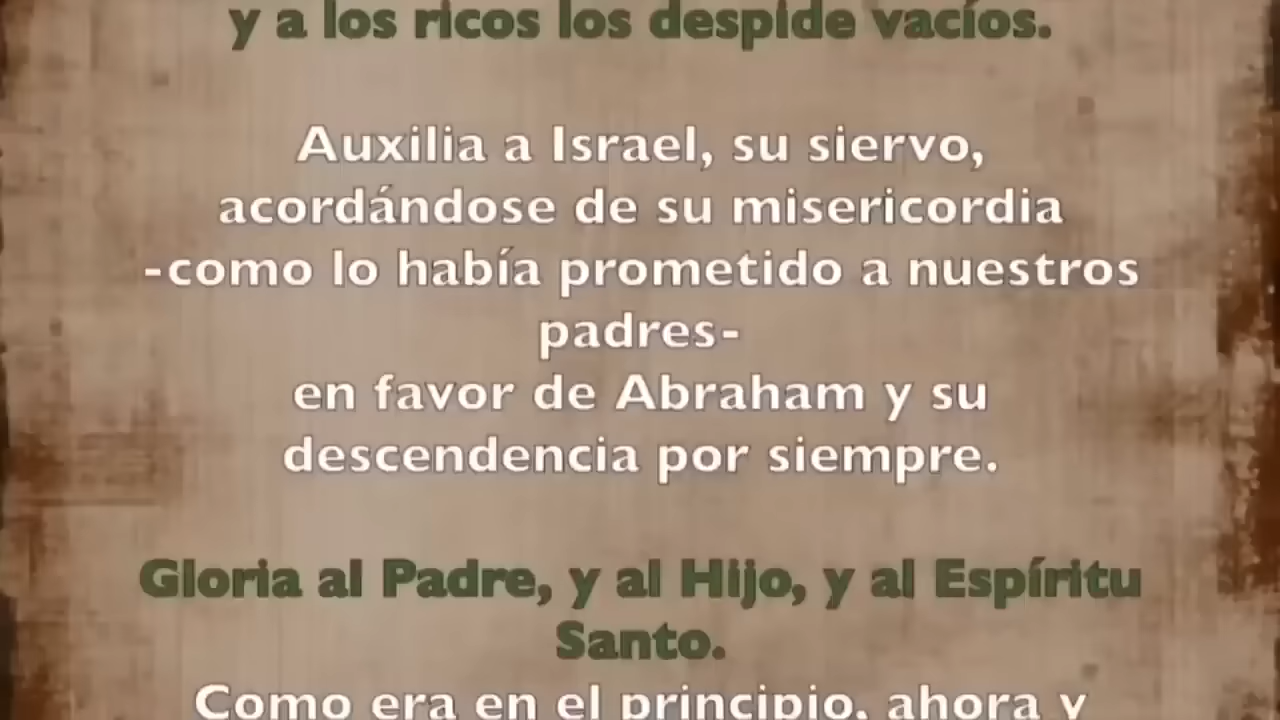 y a los ricos los despide vacíos.
Auxilia a Israel, su siervo,
acordándose de su misericordia
-como lo había prometido a nuestros
padres-
en favor de Abraham y su
descendencia por siempre.
Gloria al Padre, y al Hijo, y al Espíritu
Santo.
Como era en el principio, ahora y